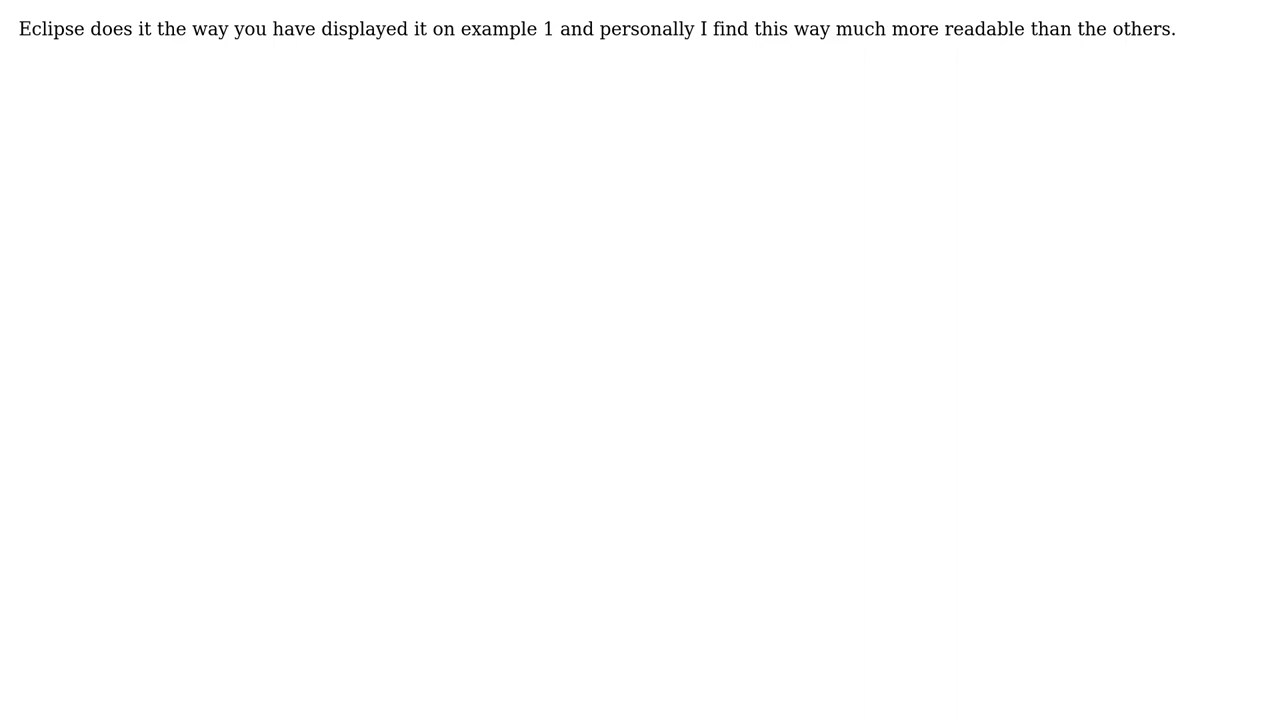 Eclipse does it the way you have displayed it on example 1 and personally I find this way much more readable than the others.